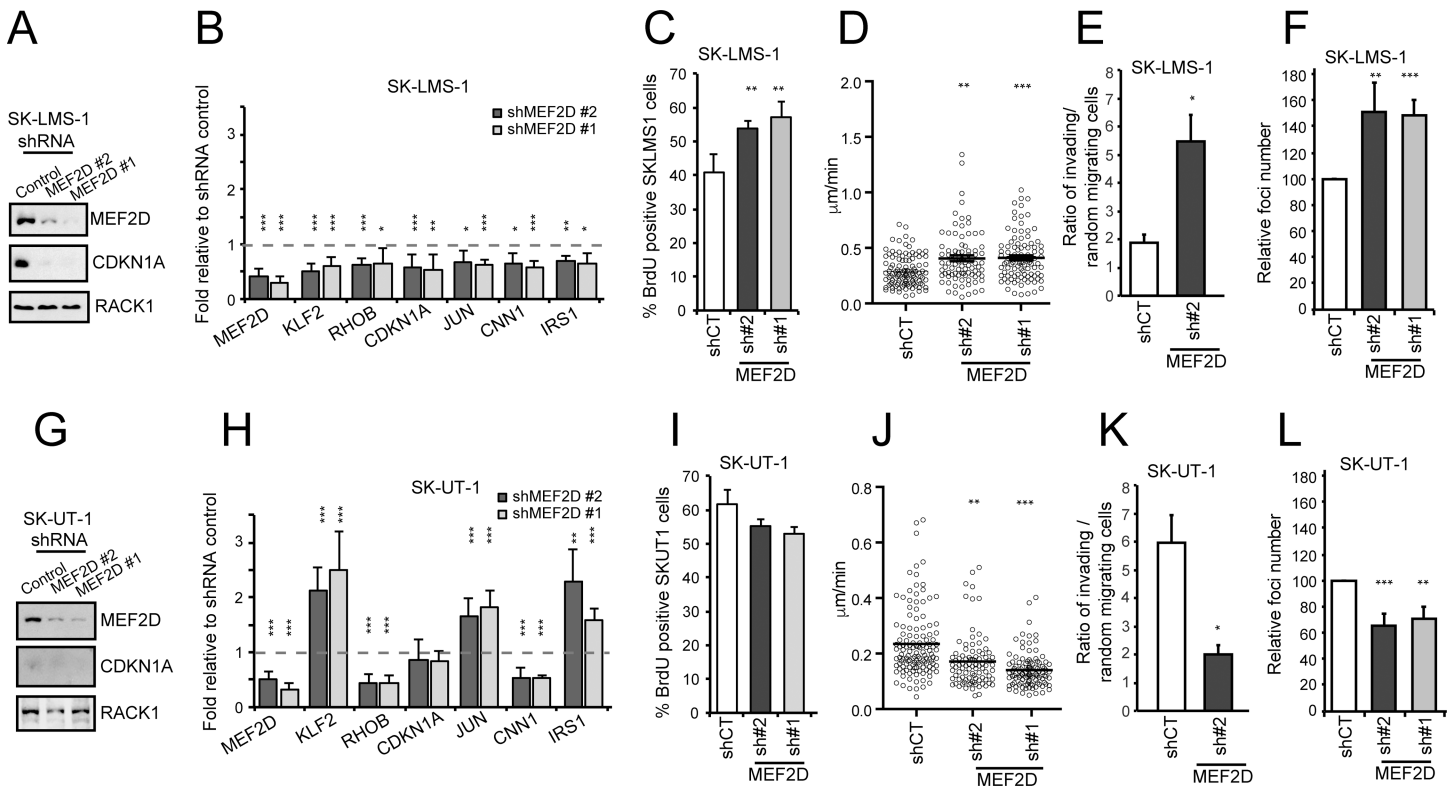 A
SK-LMS-1
shRNA
Control
MEF2D #2
MEF2D #1
MEF2D
CDKN1A
RACK1
B
SK-LMS-1
shMEF2D #2
shMEF2D #1
Fold relative to shRNA control
3
2
1
0
*** *** *** *** *** * *** ** * *** * *** ** *
MEF2D KLF2 RHOB CDKN1A JUN CNN1 IRS1
C
SK-LMS-1
% BrdU positive SKLMS1 cells
70
60
50
40
30
20
10
0
** **
shCT sh#2 sh#1
MEF2D
D
μm/min
2.0
1.5
1.0
0.5
0.0
** ***
shCT sh#2 sh#1
MEF2D
E
SK-LMS-1
Ratio of invading/
random migrating cells
8
7
6
5
4
3
2
1
0
*
shCT sh#2
MEF2D
F
SK-LMS-1
Relative foci number
180
160
140
120
100
80
60
40
20
0
** ***
shCT sh#2 sh#1
MEF2D
G
SK-UT-1
shRNA
Control
MEF2D #2
MEF2D #1
MEF2D
CDKN1A
RACK1
H
SK-UT-1
shMEF2D #2
shMEF2D #1
Fold relative to shRNA control
3
2
1
0
*** *** *** *** *** *** *** *** *** *** ** ***
MEF2D KLF2 RHOB CDKN1A JUN CNN1 IRS1
I
SK-UT-1
% BrdU positive SKUT1 cells
70
60
50
40
30
20
10
0
shCT sh#2 sh#1
MEF2D
J
μm/min
0.8
0.6
0.4
0.2
0.0
** ***
shCT sh#2 sh#1
MEF2D
K
SK-UT-1
Ratio of invading /
random migrating cells
8
7
6
5
4
3
2
1
0
*
shCT sh#2
MEF2D
L
SK-UT-1
Relative foci number
180
160
140
120
100
80
60
40
20
0
*** **
shCT sh#2 sh#1
MEF2D